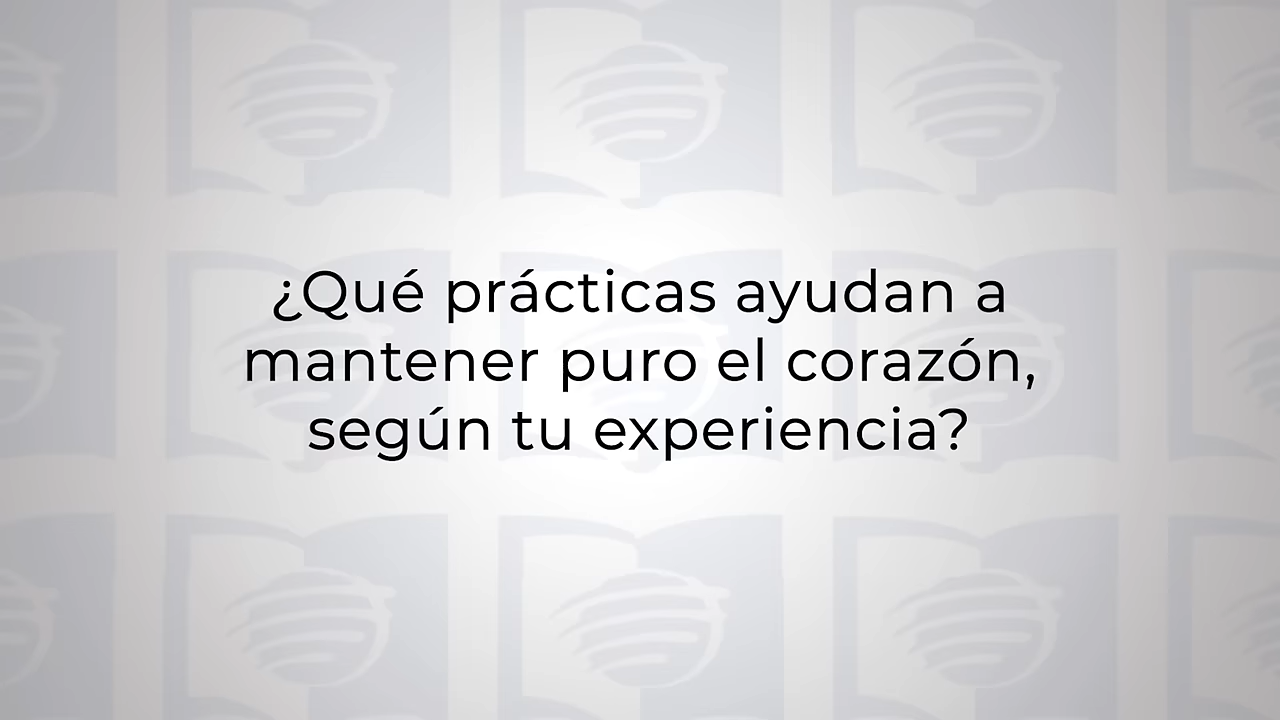 ¿Qué prácticas ayudan a
mantener puro el corazón,
según tu experiencia?